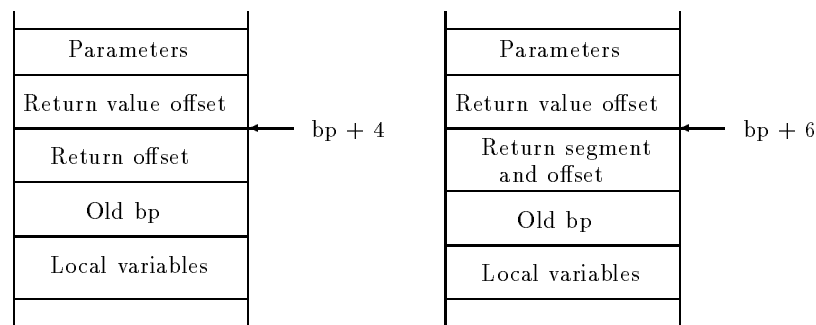 Parameters
Return value offset
bp + 4
Return offset
Old bp
Local variables
Parameters
Return value offset
bp + 6
Return segment
and offset
Old bp
Local variables